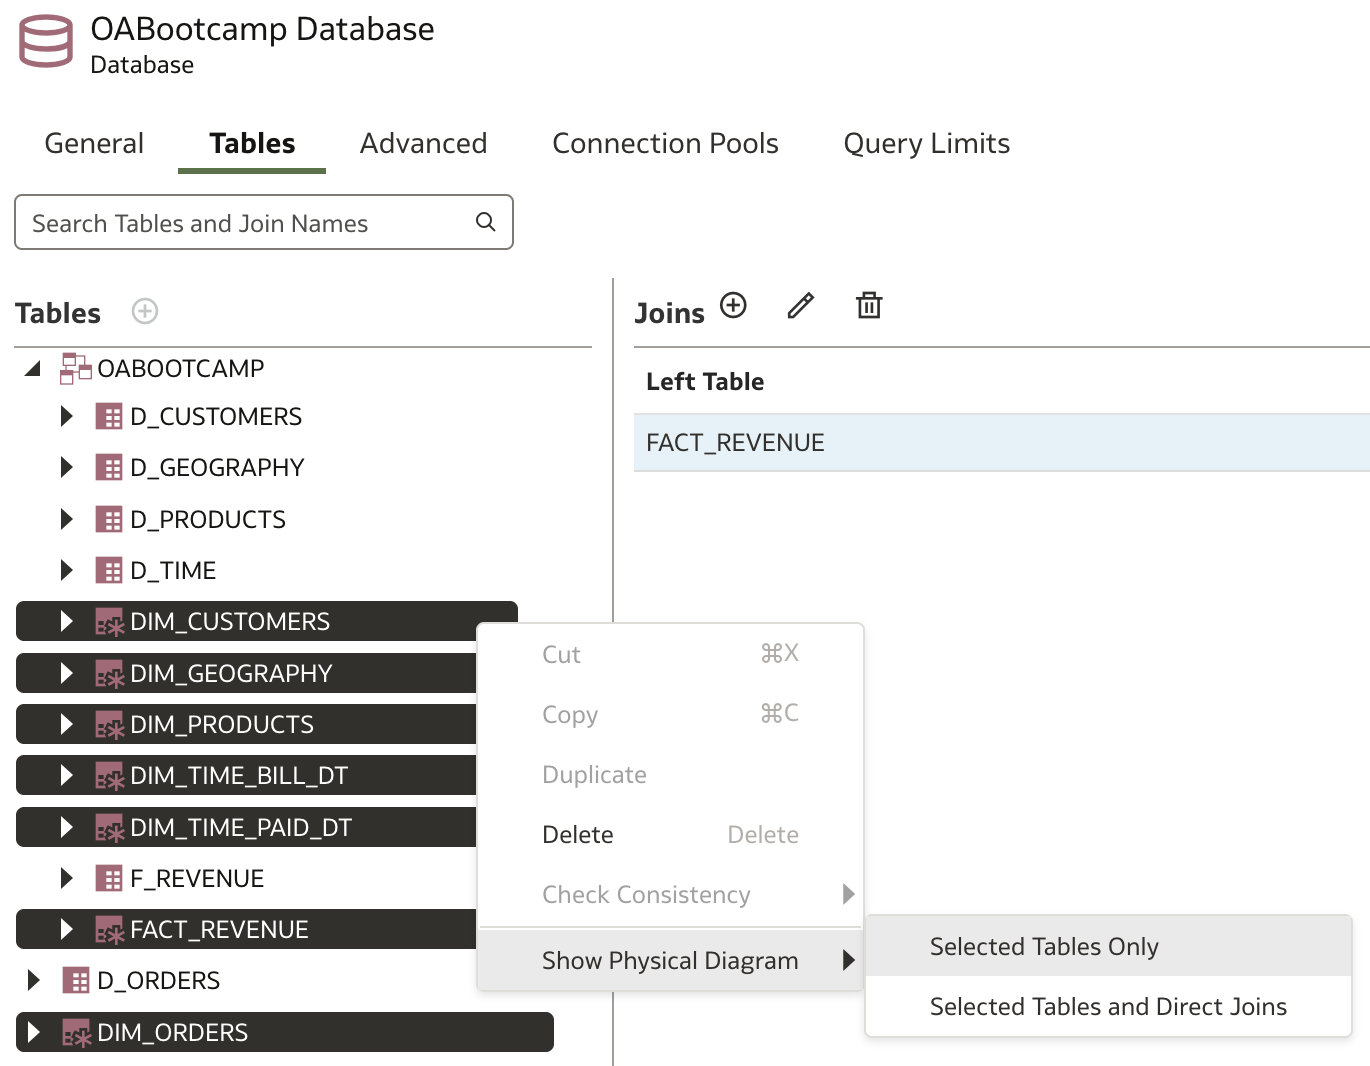 OABootcamp Database
Database
General Tables Advanced Connection Pools Query Limits
Search Tables and Join Names
Tables
OABOOTCAMP
D_CUSTOMERS
D_GEOGRAPHY
D_PRODUCTS
D_TIME
DIM_CUSTOMERS
DIM_GEOGRAPHY
DIM_PRODUCTS
DIM_TIME_BILL_DT
DIM_TIME_PAID_DT
F_REVENUE
FACT_REVENUE
D_ORDERS
DIM_ORDERS
Joins
Left Table
FACT_REVENUE
Cut ⌘X
Copy ⌘C
Duplicate
Delete Delete
Check Consistency
Show Physical Diagram
Selected Tables Only
Selected Tables and Direct Joins